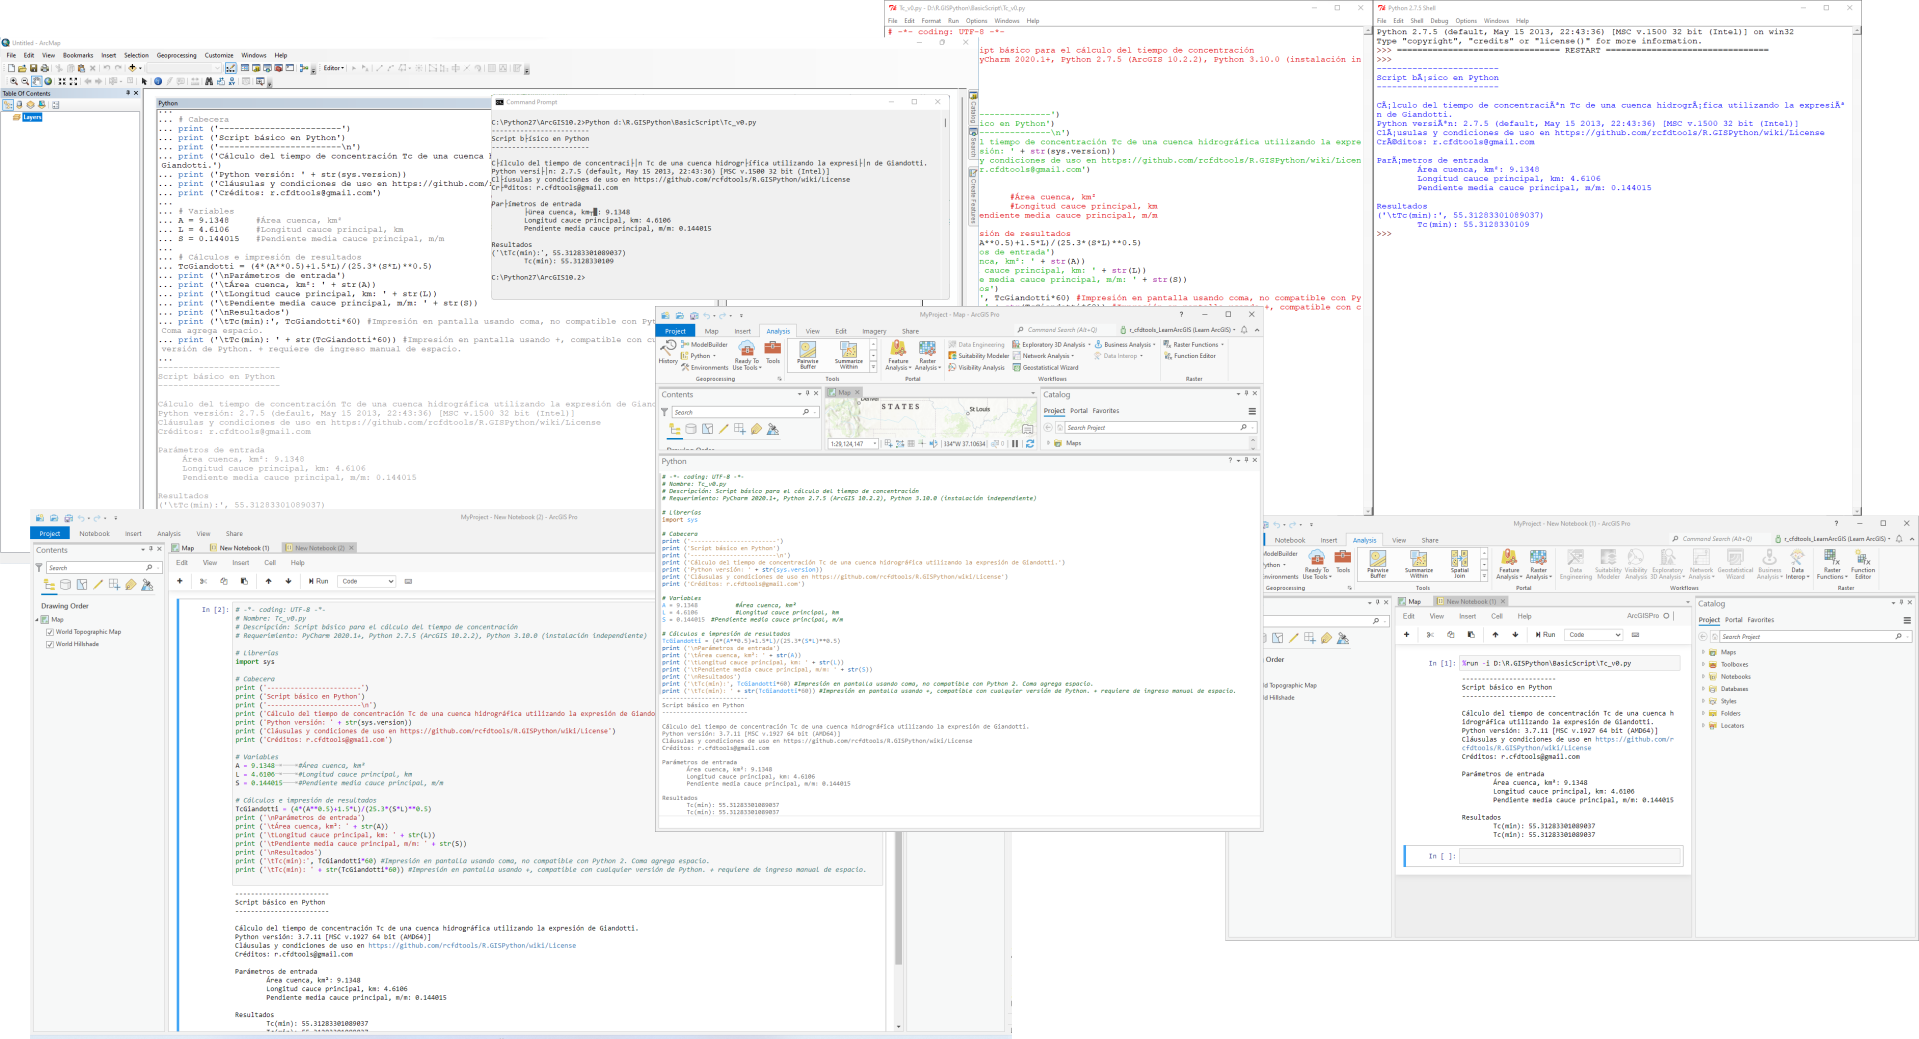 Tc_v0.py - D:\R.GISPython\BasicScript\Tc_v0.py
File Edit Format Run Options Windows Help
# -*- coding: UTF-8 -*-
ipt básico para el cálculo del tiempo de concentración
yCharm 2020.1+, Python 2.7.5 (ArcGIS 10.2.2), Python 3.10.0 (instalación in
--------------')
ico en Python')
-------------\n')
l tiempo de concentración Tc de una cuenca hidrográfica utilizando la expre
sión: ' + str(sys.version))
y condiciones de uso en https://github.com/rcfdtools/R.GISPython/wiki/Licen
r.cfdtools@gmail.com')
#Área cuenca, km²
#Longitud cauce principal, km
endiente media cauce principal, m/m
sión de resultados
A**0.5)+1.5*L)/(25.3*(S*L)**0.5)
os de entrada')
nca, km²: ' + str(A))
cauce principal, km: ' + str(L))
e media cauce principal, m/m: ' + str(S))
os')
', TcGiandotti*60) #Impresión en pantalla usando coma, no compatible con Py
Python 2.7.5 Shell
File Edit Shell Debug Options Windows Help
Python 2.7.5 (default, May 15 2013, 22:43:36) [MSC v.1500 32 bit (Intel)] on win32
Type "copyright", "credits" or "license()" for more information.
>>> ================================ RESTART ================================
>>>
-------------------------
Script bÃ¡sico en Python
-------------------------
CÃ¡lculo del tiempo de concentraciÃ³n Tc de una cuenca hidrogrÃ¡fica utilizando la expresiÃ³
n de Giandotti.
Python versiÃ³n: 2.7.5 (default, May 15 2013, 22:43:36) [MSC v.1500 32 bit (Intel)]
ClÃ¡usulas y condiciones de uso en https://github.com/rcfdtools/R.GISPython/wiki/License
CrÃ©ditos: r.cfdtools@gmail.com
ParÃ¡metros de entrada
Longitud cauce principal, km: 4.6106
Pendiente media cauce principal, m/m: 0.144015
Resultados
('\tTc(min):', 55.31283301089037)
Tc(min): 55.3128330109
>>>
Untitled - ArcMap
File Edit View Bookmarks Insert Selection Geoprocessing Customize Windows Help
Editor
Table Of Contents
Layers
Catalog
Search
Create Features
Python
...
... # Cabecera
... print ('-------------------------')
... print ('Script básico en Python')
... print ('-------------------------\n')
... print ('Cálculo del tiempo de concentración Tc de una cuenca
Giandotti.')
... print ('Python versión: ' + str(sys.version))
... print ('Cláusulas y condiciones de uso en https://github.com/
... print ('Créditos: r.cfdtools@gmail.com')
...
... # Variables
... A = 9.1348 #Área cuenca, km²
... L = 4.6106 #Longitud cauce principal, km
... S = 0.144015 #Pendiente media cauce principal, m/m
...
... # Cálculos e impresión de resultados
... TcGiandotti = (4*(A**0.5)+1.5*L)/(25.3*(S*L)**0.5)
... print ('\nParámetros de entrada')
... print ('\tÁrea cuenca, km²: ' + str(A))
... print ('\tLongitud cauce principal, km: ' + str(L))
... print ('\tPendiente media cauce principal, m/m: ' + str(S))
... print ('\nResultados')
... print ('\tTc(min):', TcGiandotti*60) #Impresión en pantalla usando coma, no compatible con Pyt
Coma agrega espacio.
... print ('\tTc(min): ' + str(TcGiandotti*60)) #Impresión en pantalla usando +, compatible con cu
versión de Python. + requiere de ingreso manual de espacio.
...
-------------------------
Script básico en Python
-------------------------
Cálculo del tiempo de concentración Tc de una cuenca hidrográfica utilizando la expresión de Giand
Python versión: 2.7.5 (default, May 15 2013, 22:43:36) [MSC v.1500 32 bit (Intel)]
Cláusulas y condiciones de uso en https://github.com/rcfdtools/R.GISPython/wiki/License
Créditos: r.cfdtools@gmail.com
Parámetros de entrada
Área cuenca, km²: 9.1348
Longitud cauce principal, km: 4.6106
Pendiente media cauce principal, m/m: 0.144015
Resultados
('\tTc(min):', 55.31283301089037)
Command Prompt
C:\Python27\ArcGIS10.2>Python d:\R.GISPython\BasicScript\Tc_v0.py
-------------------------
Script b├ísico en Python
-------------------------
Python versi├│n: 2.7.5 (default, May 15 2013, 22:43:36) [MSC v.1500 32 bit (Intel)]
Cl├íusulas y condiciones de uso en https://github.com/rcfdtools/R.GISPython/wiki/License
Par├ímetros de entrada
Longitud cauce principal, km: 4.6106
Pendiente media cauce principal, m/m: 0.144015
Resultados
('\tTc(min):', 55.31283301089037)
Tc(min): 55.3128330109
C:\Python27\ArcGIS10.2>
MyProject - Map - ArcGIS Pro
Project Map Insert Analysis View Edit Imagery Share
Command Search (Alt+Q)
r_cfdtools_LearnArcGIS (Learn ArcGIS)
History ModelBuilder Python Environments Ready To Use Tools Tools
Pairwise Buffer Summarize Within Feature Analysis Raster Analysis
Data Engineering Suitability Modeler Visibility Analysis
Exploratory 3D Analysis Network Analysis Geostatistical Wizard
Business Analysis Data Interop Raster Functions Function Editor
Geoprocessing Tools Portal Workflows Raster
Contents
Search
Drawing Order
Map
Denver STATES St Louis
1:29,124,147
334°W 37.10634
Catalog
Project Portal Favorites
Search Project
Maps
Python
# -*- coding: UTF-8 -*-
# Nombre: Tc_v0.py
# Descripción: Script básico para el cálculo del tiempo de concentración
# Requerimiento: PyCharm 2020.1+, Python 2.7.5 (ArcGIS 10.2.2), Python 3.10.0 (instalación independiente)
# Librerías
import sys
# Cabecera
print ('-------------------------')
print ('Script básico en Python')
print ('-------------------------\n')
print ('Cálculo del tiempo de concentración Tc de una cuenca hidrográfica utilizando la expresión de Giandotti.')
print ('Python versión: ' + str(sys.version))
print ('Cláusulas y condiciones de uso en https://github.com/rcfdtools/R.GISPython/wiki/License')
print ('Créditos: r.cfdtools@gmail.com')
# Variables
A = 9.1348 #Área cuenca, km²
L = 4.6106 #Longitud cauce principal, km
S = 0.144015 #Pendiente media cauce principal, m/m
# Cálculos e impresión de resultados
TcGiandotti = (4*(A**0.5)+1.5*L)/(25.3*(S*L)**0.5)
print ('\nParámetros de entrada')
print ('\tÁrea cuenca, km²: ' + str(A))
print ('\tLongitud cauce principal, km: ' + str(L))
print ('\tPendiente media cauce principal, m/m: ' + str(S))
print ('\nResultados')
print ('\tTc(min):', TcGiandotti*60) #Impresión en pantalla usando coma, no compatible con Python 2. Coma agrega espacio.
print ('\tTc(min): ' + str(TcGiandotti*60)) #Impresión en pantalla usando +, compatible con cualquier versión de Python. + requiere de ingreso manual de espacio.
-------------------------
Script básico en Python
-------------------------
Cálculo del tiempo de concentración Tc de una cuenca hidrográfica utilizando la expresión de Giandotti.
Python versión: 3.7.11 [MSC v.1927 64 bit (AMD64)]
Cláusulas y condiciones de uso en https://github.com/rcfdtools/R.GISPython/wiki/License
Créditos: r.cfdtools@gmail.com
Parámetros de entrada
Área cuenca, km²: 9.1348
Longitud cauce principal, km: 4.6106
Pendiente media cauce principal, m/m: 0.144015
Resultados
Tc(min): 55.31283301089037
Tc(min): 55.31283301089037
MyProject - New Notebook (2) - ArcGIS Pro
Project Notebook Insert Analysis View Share
Contents
Search
Drawing Order
Map
World Topographic Map
World Hillshade
Map New Notebook (1) New Notebook (2)
Edit View Insert Cell Help
Run Code
In [2]:
# -*- coding: UTF-8 -*-
# Nombre: Tc_v0.py
# Descripción: Script básico para el cálculo del tiempo de concentración
# Requerimiento: PyCharm 2020.1+, Python 2.7.5 (ArcGIS 10.2.2), Python 3.10.0 (instalación independiente)
# Librerías
import sys
# Cabecera
print ('-------------------------')
print ('Script básico en Python')
print ('-------------------------\n')
print ('Cálculo del tiempo de concentración Tc de una cuenca hidrográfica utilizando la expresión de Giando
print ('Python versión: ' + str(sys.version))
print ('Cláusulas y condiciones de uso en https://github.com/rcfdtools/R.GISPython/wiki/License')
print ('Créditos: r.cfdtools@gmail.com')
# Variables
A = 9.1348 #Área cuenca, km²
L = 4.6106 #Longitud cauce principal, km
S = 0.144015 #Pendiente media cauce principal, m/m
# Cálculos e impresión de resultados
TcGiandotti = (4*(A**0.5)+1.5*L)/(25.3*(S*L)**0.5)
print ('\nParámetros de entrada')
print ('\tÁrea cuenca, km²: ' + str(A))
print ('\tLongitud cauce principal, km: ' + str(L))
print ('\tPendiente media cauce principal, m/m: ' + str(S))
print ('\nResultados')
print ('\tTc(min):', TcGiandotti*60) #Impresión en pantalla usando coma, no compatible con Python 2. Coma agrega espacio.
print ('\tTc(min): ' + str(TcGiandotti*60)) #Impresión en pantalla usando +, compatible con cualquier versión de Python. + requiere de ingreso manual de espacio.
-------------------------
Script básico en Python
-------------------------
Cálculo del tiempo de concentración Tc de una cuenca hidrográfica utilizando la expresión de Giandotti.
Python versión: 3.7.11 [MSC v.1927 64 bit (AMD64)]
Cláusulas y condiciones de uso en https://github.com/rcfdtools/R.GISPython/wiki/License
Créditos: r.cfdtools@gmail.com
Parámetros de entrada
Área cuenca, km²: 9.1348
Longitud cauce principal, km: 4.6106
Pendiente media cauce principal, m/m: 0.144015
Resultados
Tc(min): 55.31283301089037
MyProject - New Notebook (1) - ArcGIS Pro
Notebook Insert Analysis View Share
Command Search (Alt+Q)
r_cfdtools_LearnArcGIS (Learn ArcGIS)
odelBuilder ython nvironments Ready To Use Tools Tools
Pairwise Buffer Summarize Within Spatial Join Feature Analysis Raster Analysis
Data Engineering Suitability Modeler Visibility Analysis Exploratory 3D Analysis Network Analysis Geostatistical Wizard Business Analysis Data Interop Raster Functions Function Editor
Geoprocessing Tools Portal Workflows Raster
Order
ld Topographic Map
ld Hillshade
Map New Notebook (1)
Edit View Insert Cell Help ArcGISPro
Run Code
In [1]: %run -i D:\R.GISPython\BasicScript\Tc_v0.py
-------------------------
Script básico en Python
-------------------------
Cálculo del tiempo de concentración Tc de una cuenca h
idrográfica utilizando la expresión de Giandotti.
Python versión: 3.7.11 [MSC v.1927 64 bit (AMD64)]
Cláusulas y condiciones de uso en https://github.com/r
cfdtools/R.GISPython/wiki/License
Créditos: r.cfdtools@gmail.com
Parámetros de entrada
Área cuenca, km²: 9.1348
Longitud cauce principal, km: 4.6106
Pendiente media cauce principal, m/m: 0.144015
Resultados
Tc(min): 55.31283301089037
Tc(min): 55.31283301089037
In [ ]:
Catalog
Project Portal Favorites
Search Project
Maps
Toolboxes
Notebooks
Databases
Styles
Folders
Locators